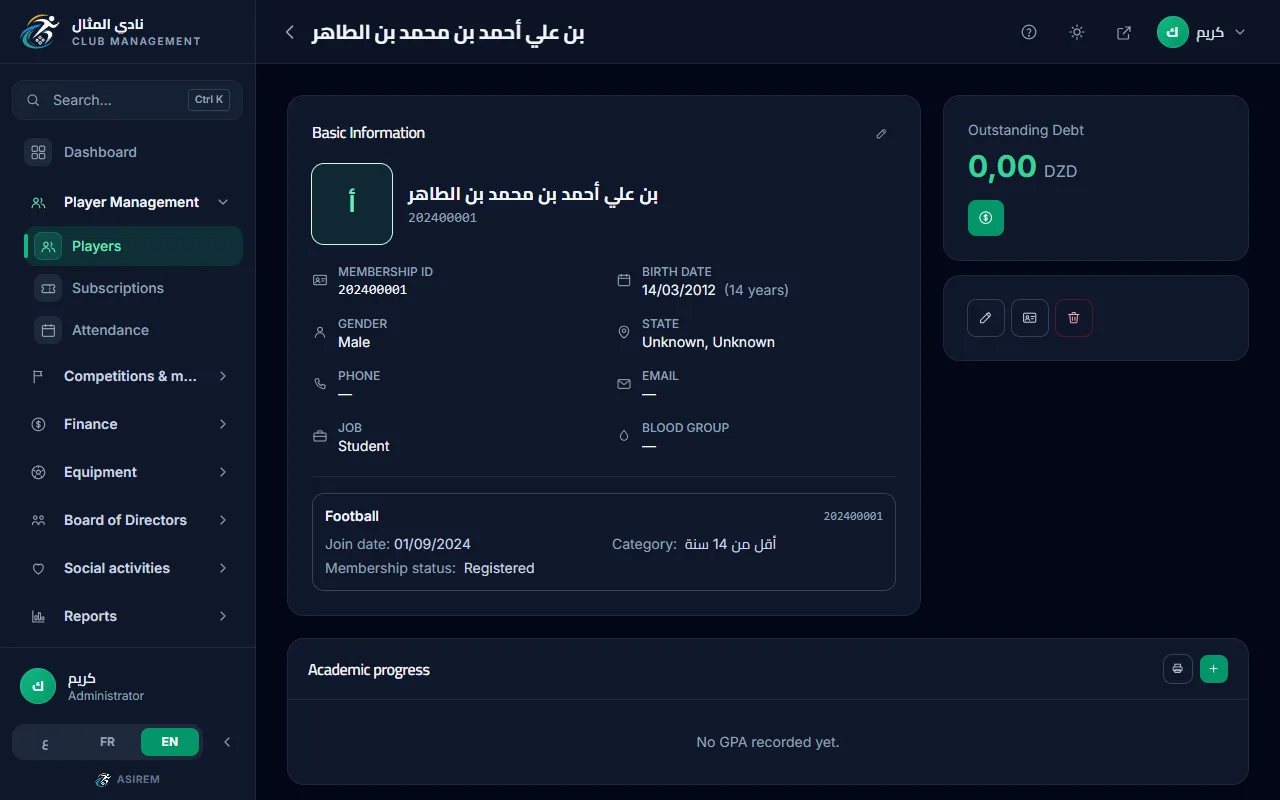 نادي المثال
CLUB MANAGEMENT
Search...
Ctrl K
Dashboard
Player Management
Players
Subscriptions
Attendance
Competitions & m...
Finance
Equipment
Board of Directors
Social activities
Reports
ك
كريم
Administrator
ع
FR
EN
ASIREM
بن علي أحمد بن محمد بن الطاهر
ك
كريم
Basic Information
أ
بن علي أحمد بن محمد بن الطاهر
202400001
MEMBERSHIP ID
202400001
BIRTH DATE
14/03/2012 (14 years)
GENDER
Male
STATE
Unknown, Unknown
PHONE
—
EMAIL
—
JOB
Student
BLOOD GROUP
—
Football
202400001
Join date: 01/09/2024
Category: أقل من 14 سنة
Membership status: Registered
Outstanding Debt
0,00 DZD
Academic progress
No GPA recorded yet.